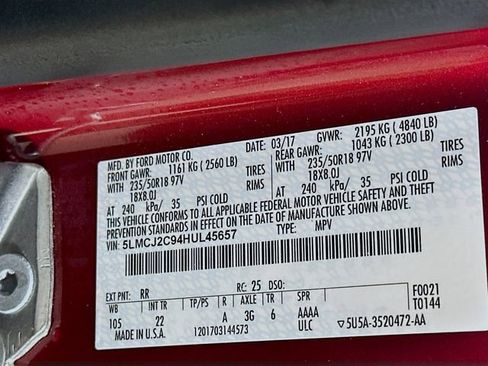 MFD. BY FORD MOTOR CO. 03/17 GVWR: 2195 KG ( 4840 LB)
FRONT GAWR: 1161 KG ( 2560 LB) REAR GAWR: 1043 KG ( 2300 LB)
WITH 235/50R18 97V TIRES WITH 235/50R18 97V TIRES
18X8.0J RIMS 18X8.0J RIMS
AT 240 kPa/ 35 PSI COLD AT 240 kPa/ 35 PSI COLD
THIS VEHICLE CONFORMS TO ALL APPLICABLE FEDERAL MOTOR VEHICLE SAFETY AND THEFT
PREVENTION STANDARDS IN EFFECT ON THE DATE OF MANUFACTURE SHOWN ABOVE.
VIN: 5LMCJ2C94HUL45657 TYPE: MPV
EXT PNT: RR RC: 25 DSO:
WB INT TR TP/PS R AXLE TR SPR F0021
105 22 A 3G 6 AAAA T0144
MADE IN U.S.A. 1201703144573 ULC ▽5U5A-3520472-AA